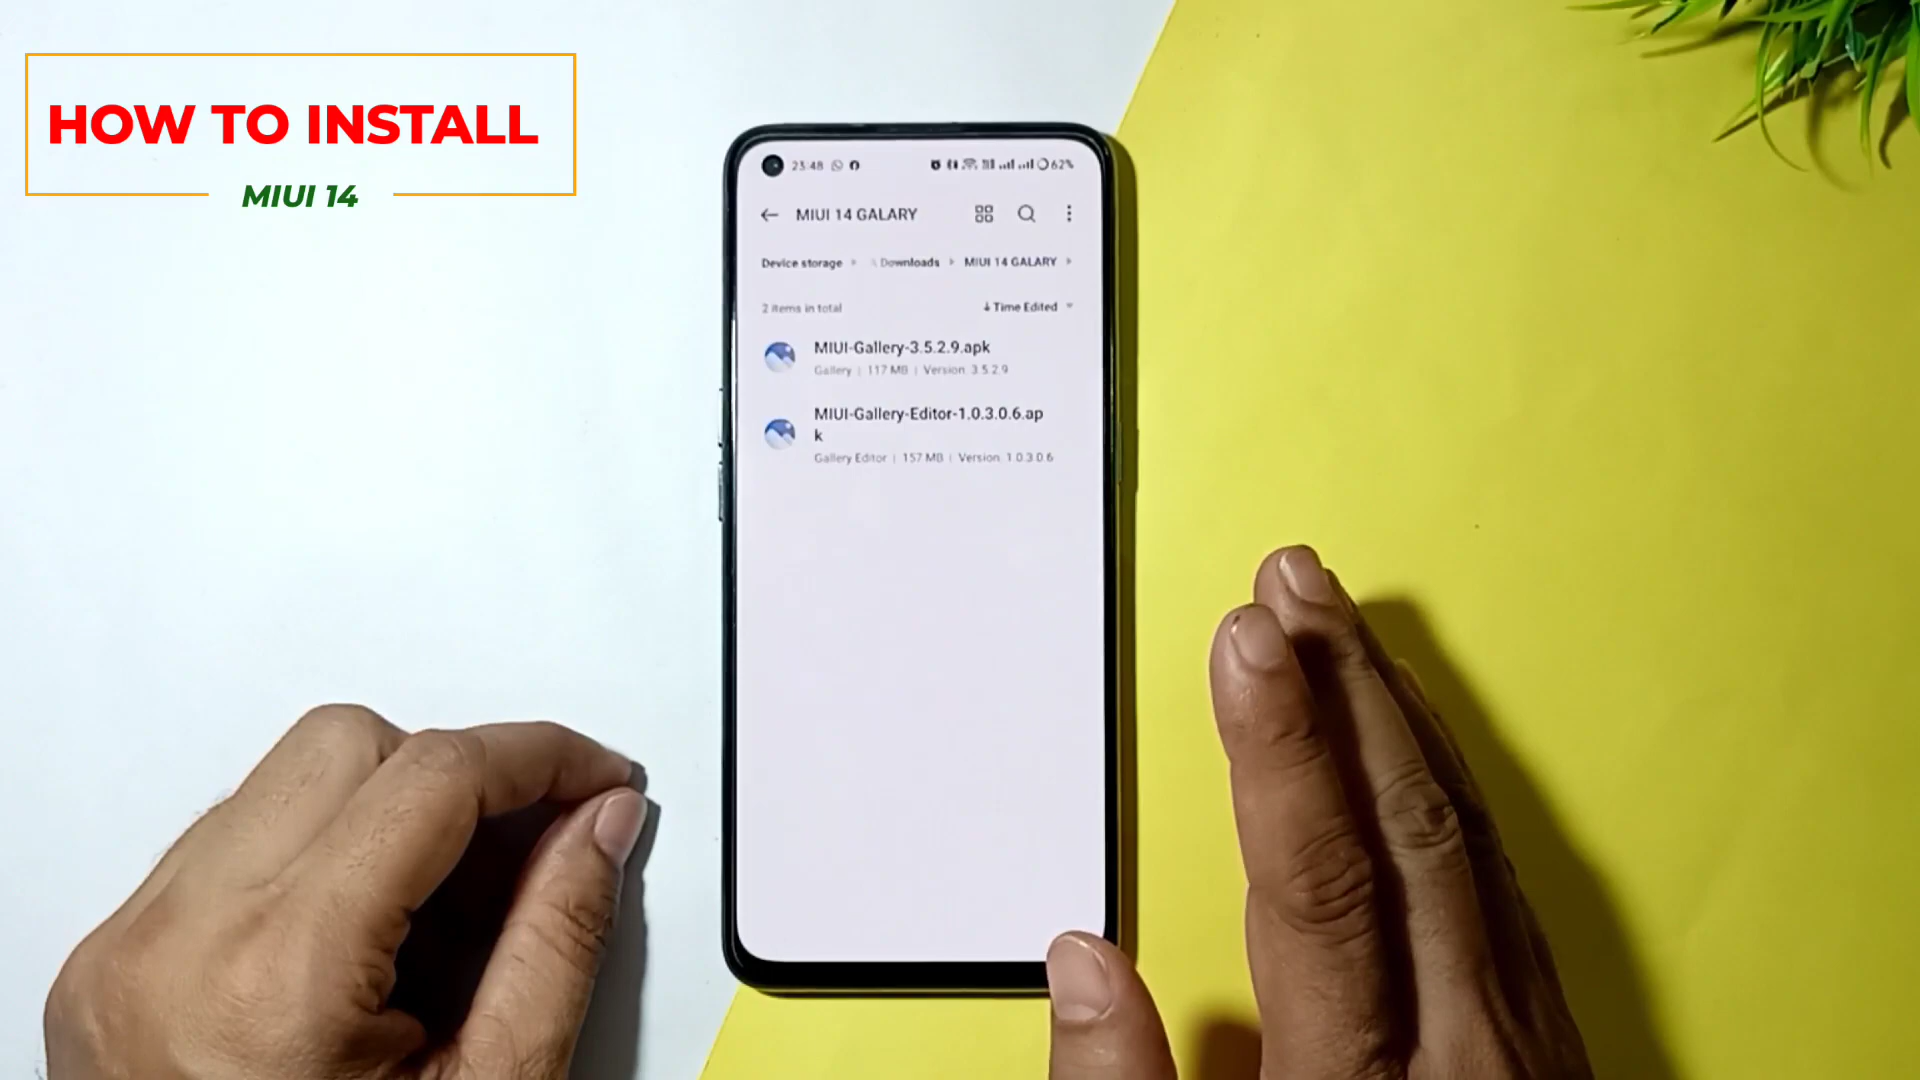 HOW TO INSTALL
MIUI 14
23:48 62%
MIUI 14 GALARY
Device storage Downloads MIUI 14 GALARY
2 items in total Time Edited
MIUI-Gallery-3.5.2.9.apk
Gallery | 117 MB | Version 3.5.2.9
MIUI-Gallery-Editor-1.0.3.0.6.ap
k
Gallery Editor | 157 MB | Version 1.0.3.0.6